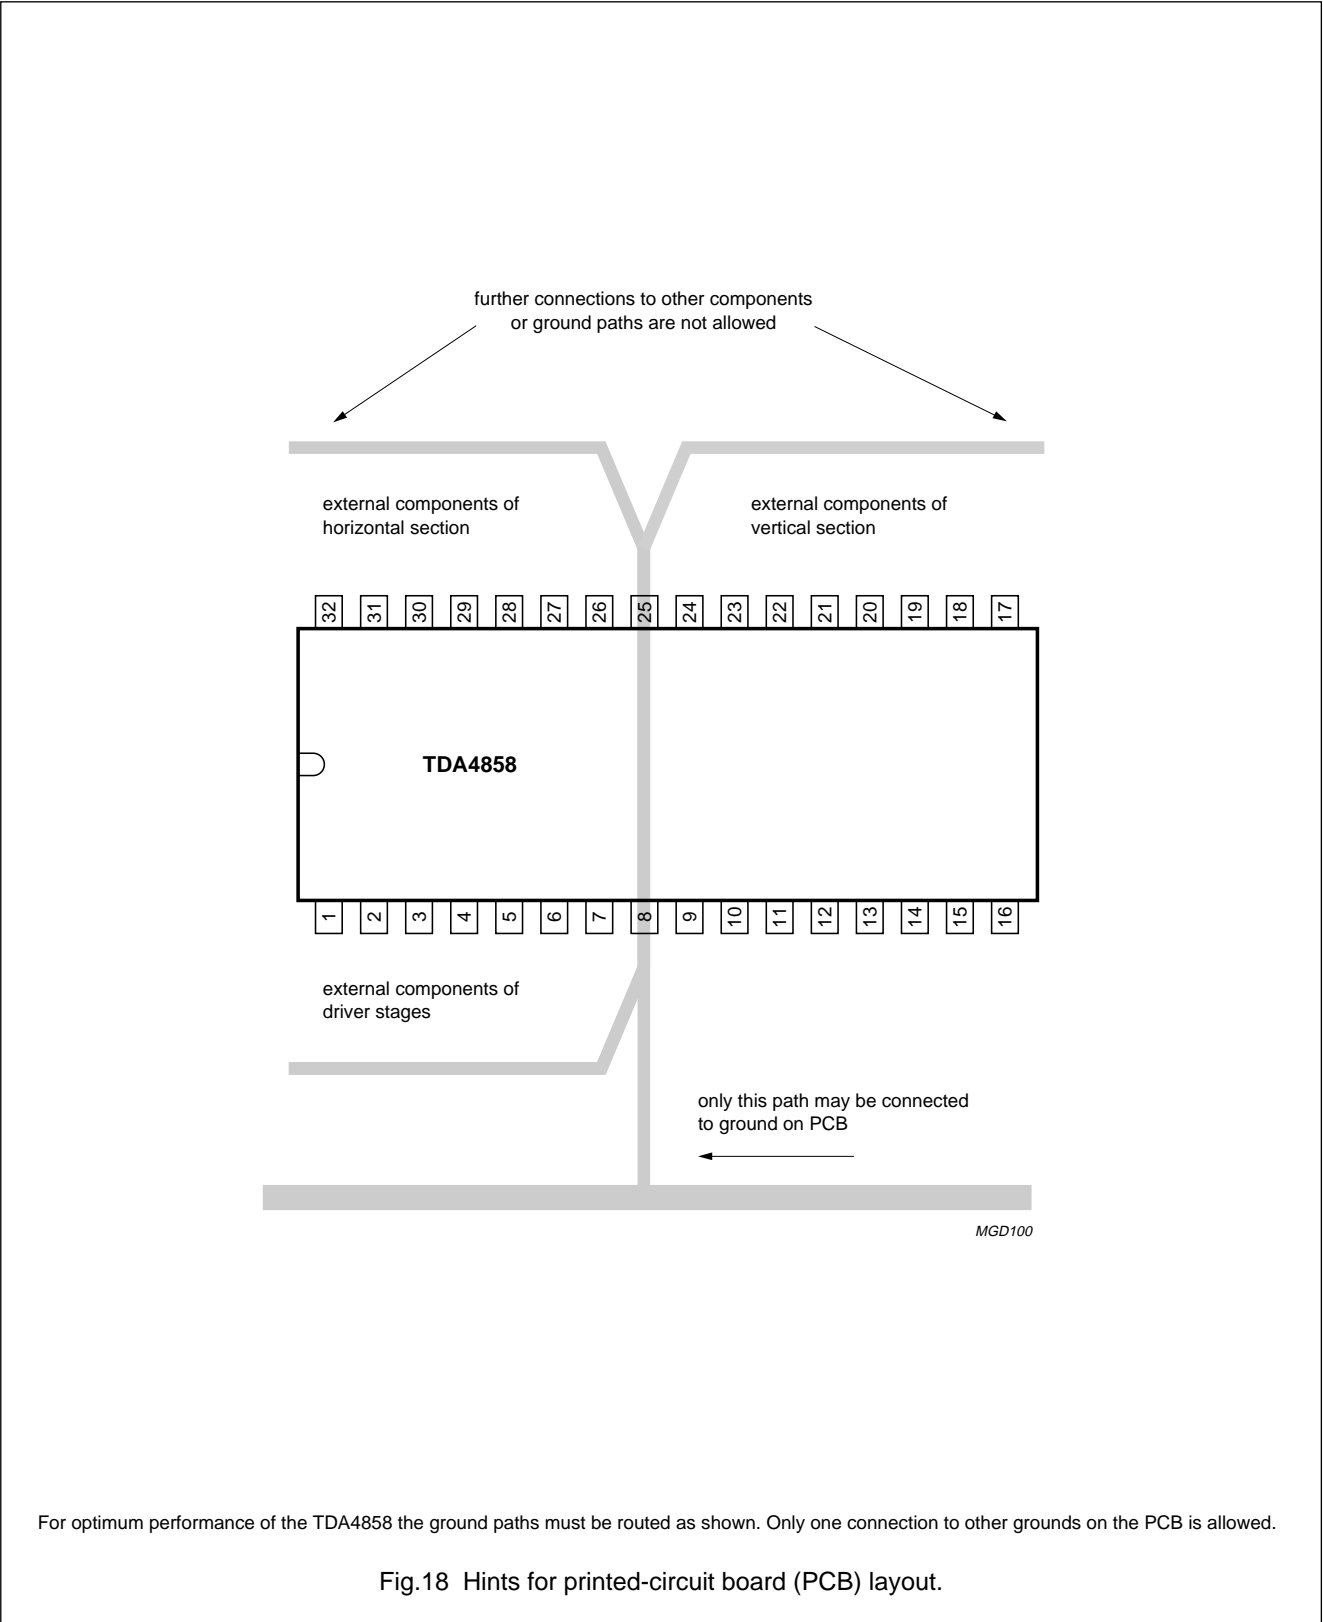 further connections to other components
or ground paths are not allowed
external components of
horizontal section
external components of
vertical section
32 31 30 29 28 27 26 25 24 23 22 21 20 19 18 17
TDA4858
1 2 3 4 5 6 7 8 9 10 11 12 13 14 15 16
external components of
driver stages
only this path may be connected
to ground on PCB
MGD100
For optimum performance of the TDA4858 the ground paths must be routed as shown. Only one connection to other grounds on the PCB is allowed.
Fig.18 Hints for printed-circuit board (PCB) layout.